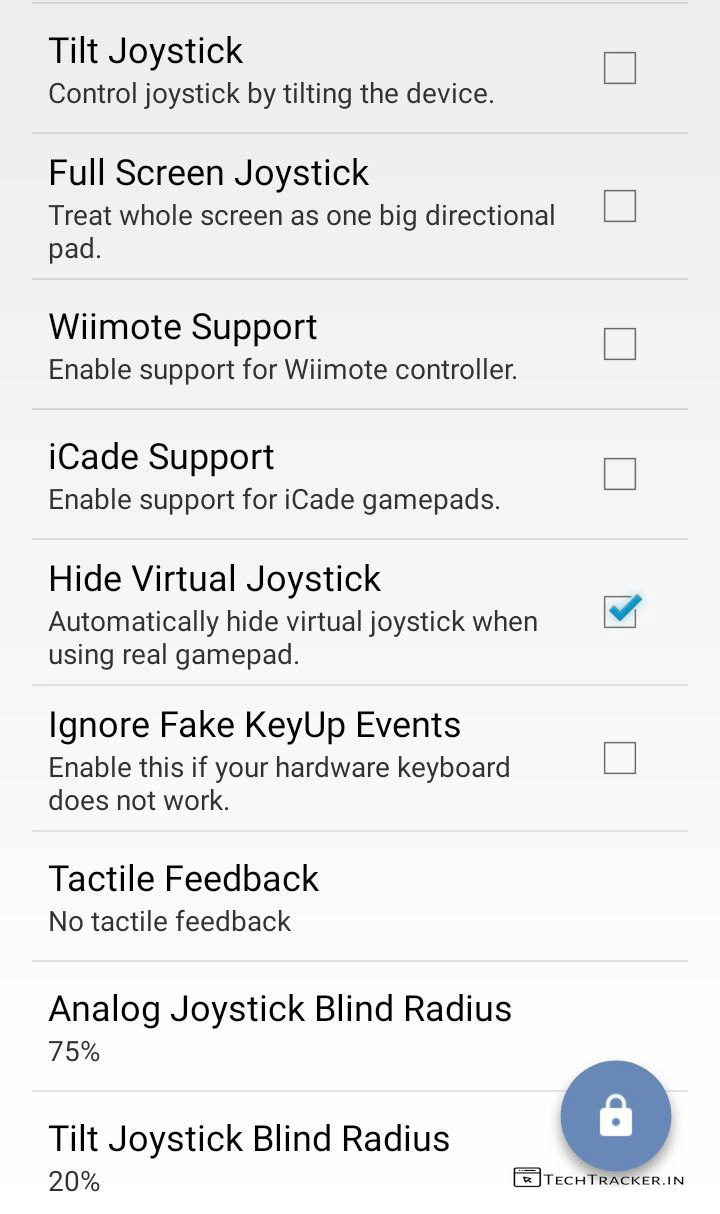 Tilt Joystick
Control joystick by tilting the device.
Full Screen Joystick
Treat whole screen as one big directional
pad.
Wiimote Support
Enable support for Wiimote controller.
iCade Support
Enable support for iCade gamepads.
Hide Virtual Joystick
Automatically hide virtual joystick when
using real gamepad.
Ignore Fake KeyUp Events
Enable this if your hardware keyboard
does not work.
Tactile Feedback
No tactile feedback
Analog Joystick Blind Radius
75%
Tilt Joystick Blind Radius
20%
TECHTRACKER.IN